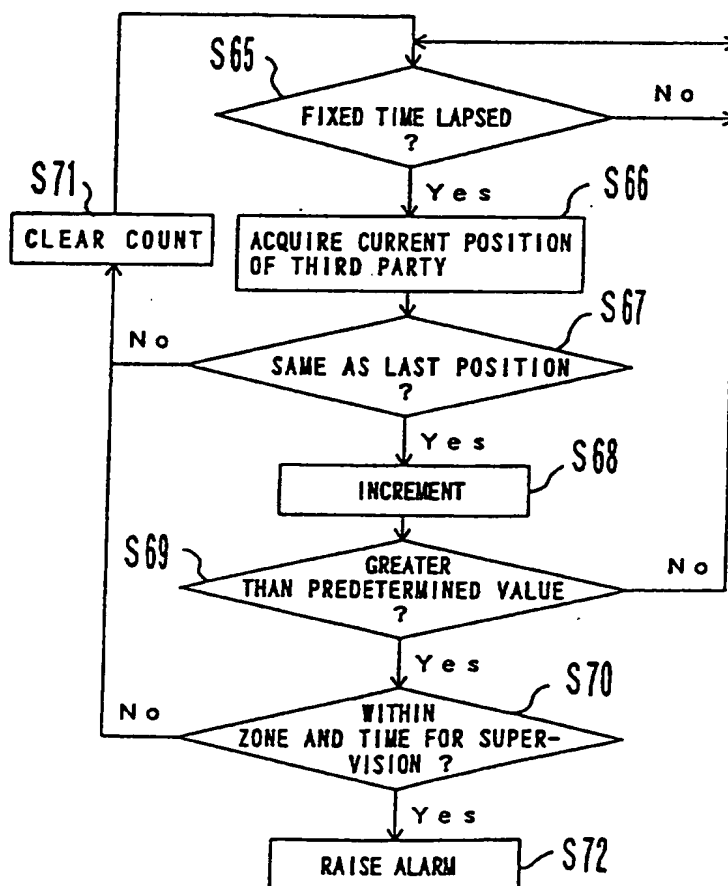 S65
FIXED TIME LAPSED
?
No
Yes
S71
CLEAR COUNT
S66
ACQUIRE CURRENT POSITION
OF THIRD PARTY
S67
No
SAME AS LAST POSITION
?
Yes
S68
INCREMENT
S69
GREATER
THAN PREDETERMINED VALUE
?
No
Yes
S70
No
WITHIN
ZONE AND TIME FOR SUPER-
VISION ?
Yes
S72
RAISE ALARM